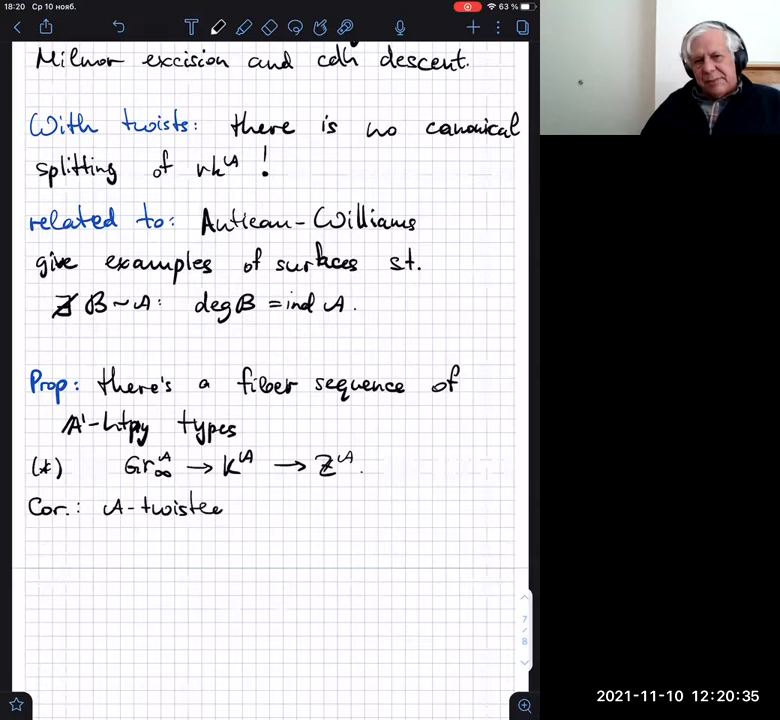 18:20 Ср 10 нояб.
63 %
Milnor excision and cdh descent.
With twists: there is no canonical
splitting of rk^A !
related to: Antieau-Williams
give examples of surfaces st.
∄ B ~ A: deg B = ind A.
Prop: there's a fiber sequence of
A¹-htpy types
(*) Gr_∞^A → K^A → Z^A.
Cor.: A-twistee
7
/
8
2021-11-10 12:20:35